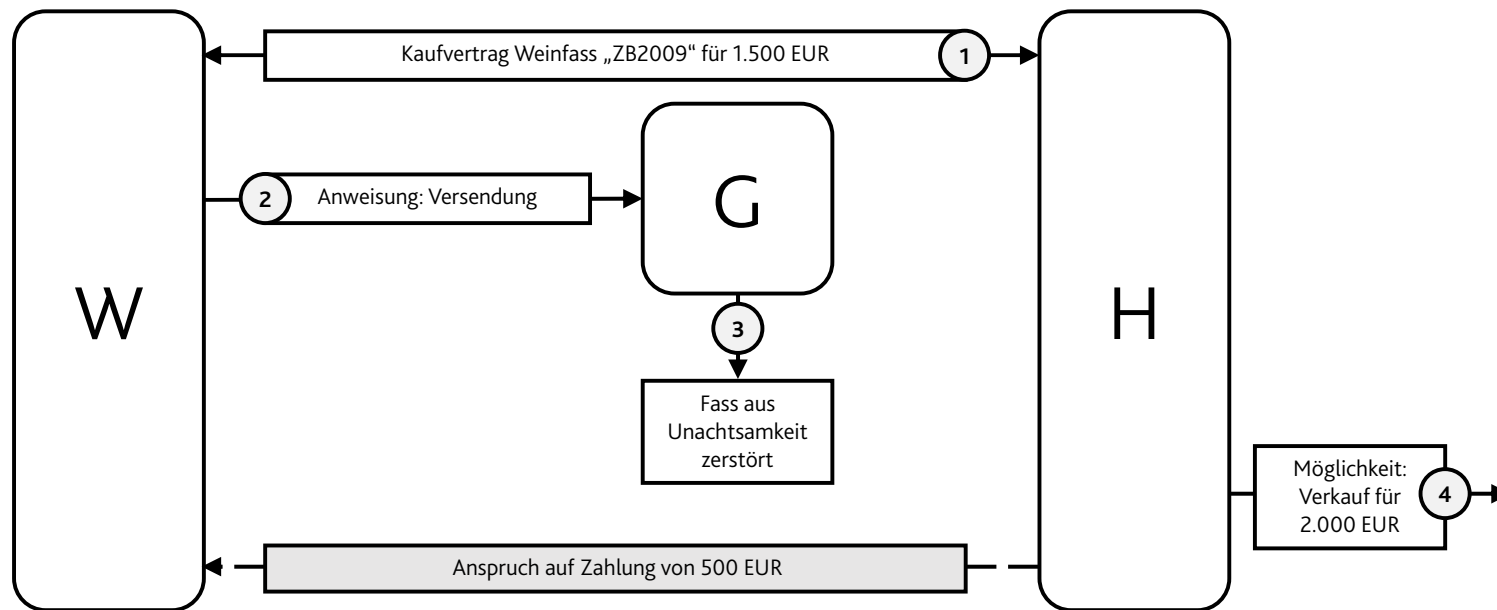 W
Kaufvertrag Weinfass „ZB2009“ für 1.500 EUR
1
H
2
Anweisung: Versendung
G
3
Fass aus
Unachtsamkeit
zerstört
Möglichkeit:
Verkauf für
2.000 EUR
4
Anspruch auf Zahlung von 500 EUR